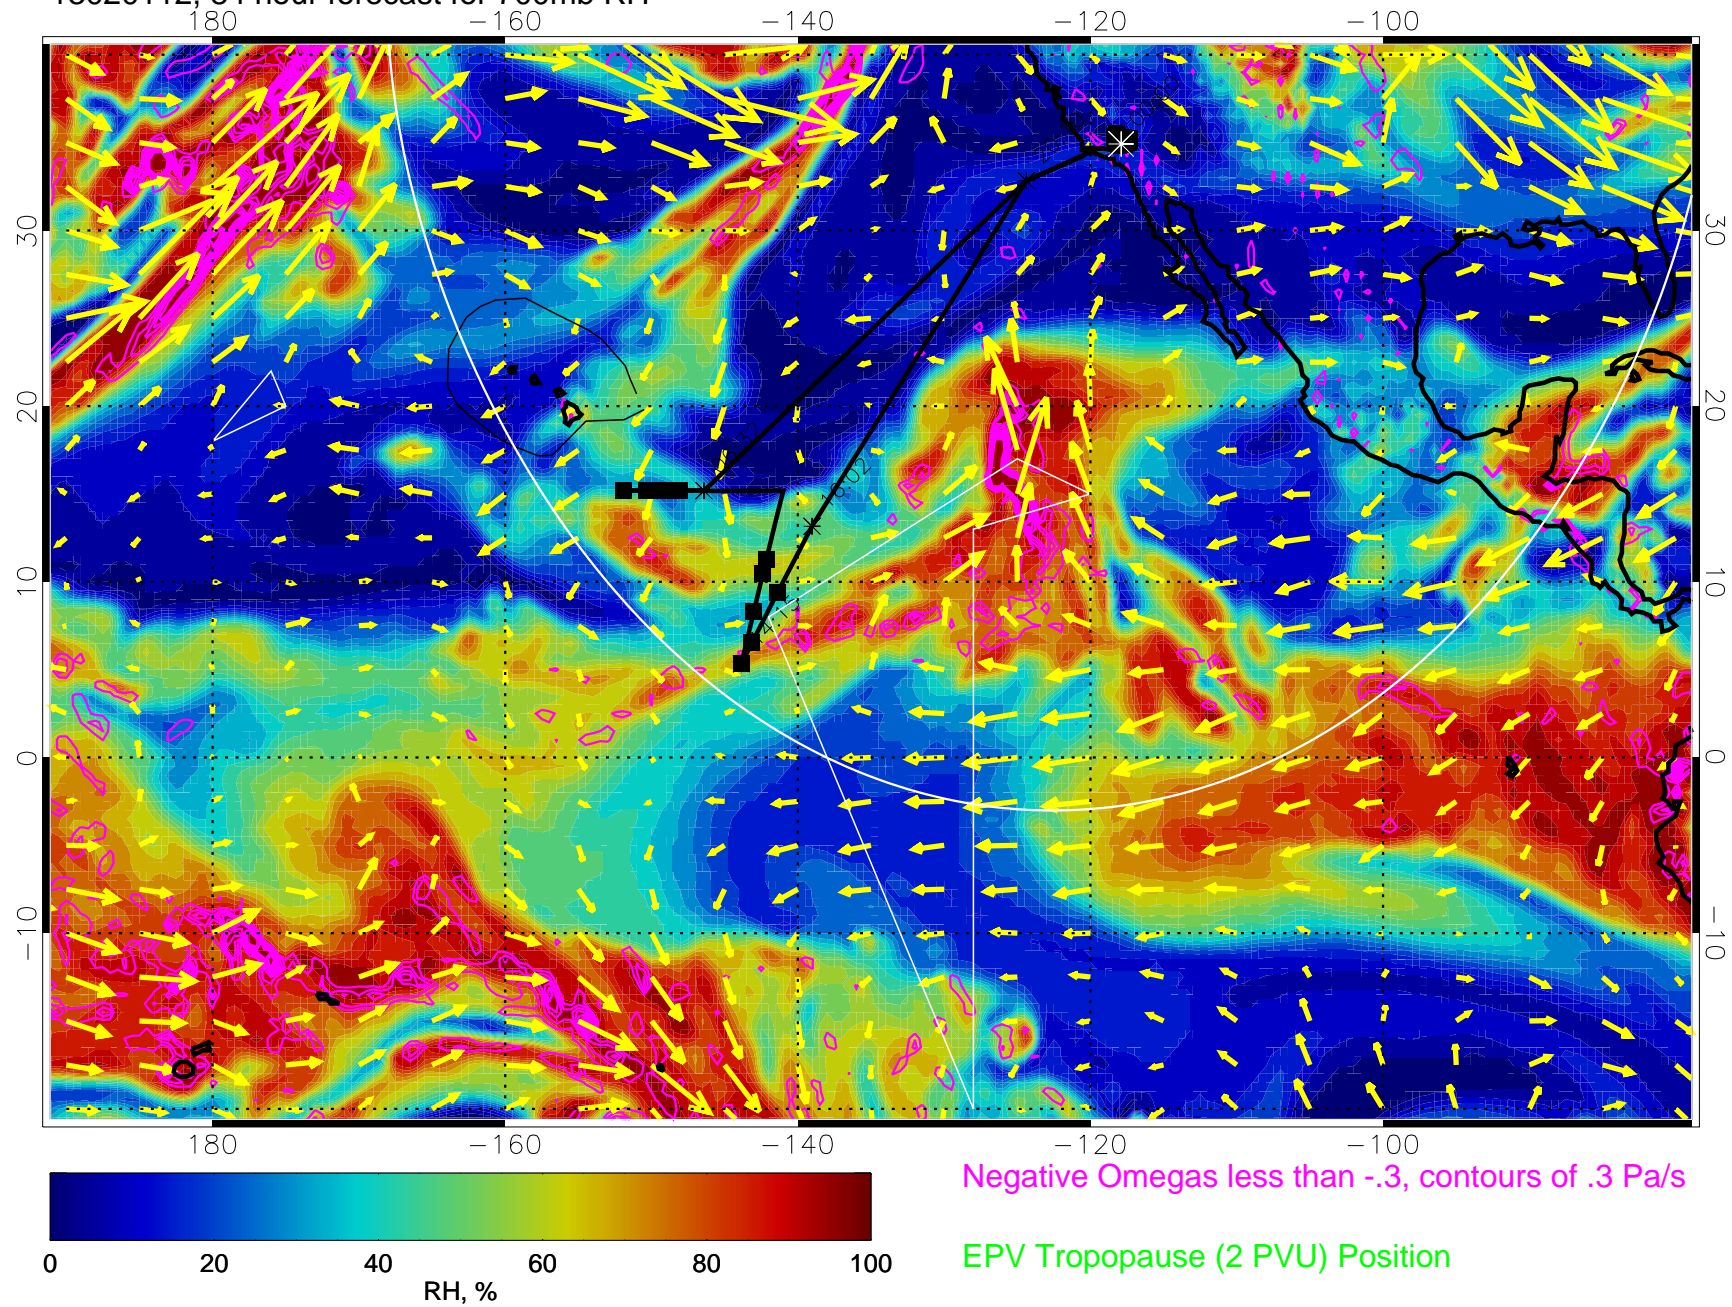 180 −160 −140 −120 −100
30 30
20 20
10 10
0 0
−10 −10
180 −160 −140 −120 −100
0 20 40 60 80 100
RH, %
Negative Omegas less than -.3, contours of .3 Pa/s
EPV Tropopause (2 PVU) Position